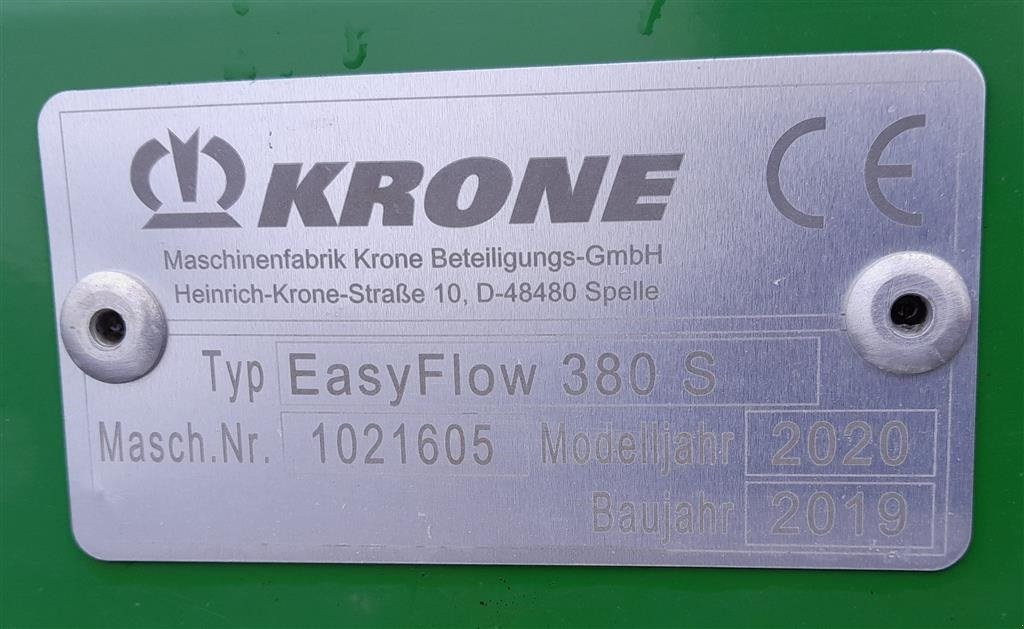 KRONE CE
Maschinenfabrik Krone Beteiligungs-GmbH
Heinrich-Krone-Straße 10, D-48480 Spelle
Typ EasyFlow 380 S
Masch.Nr. 1021605 Modelljahr 2020
Baujahr 2019